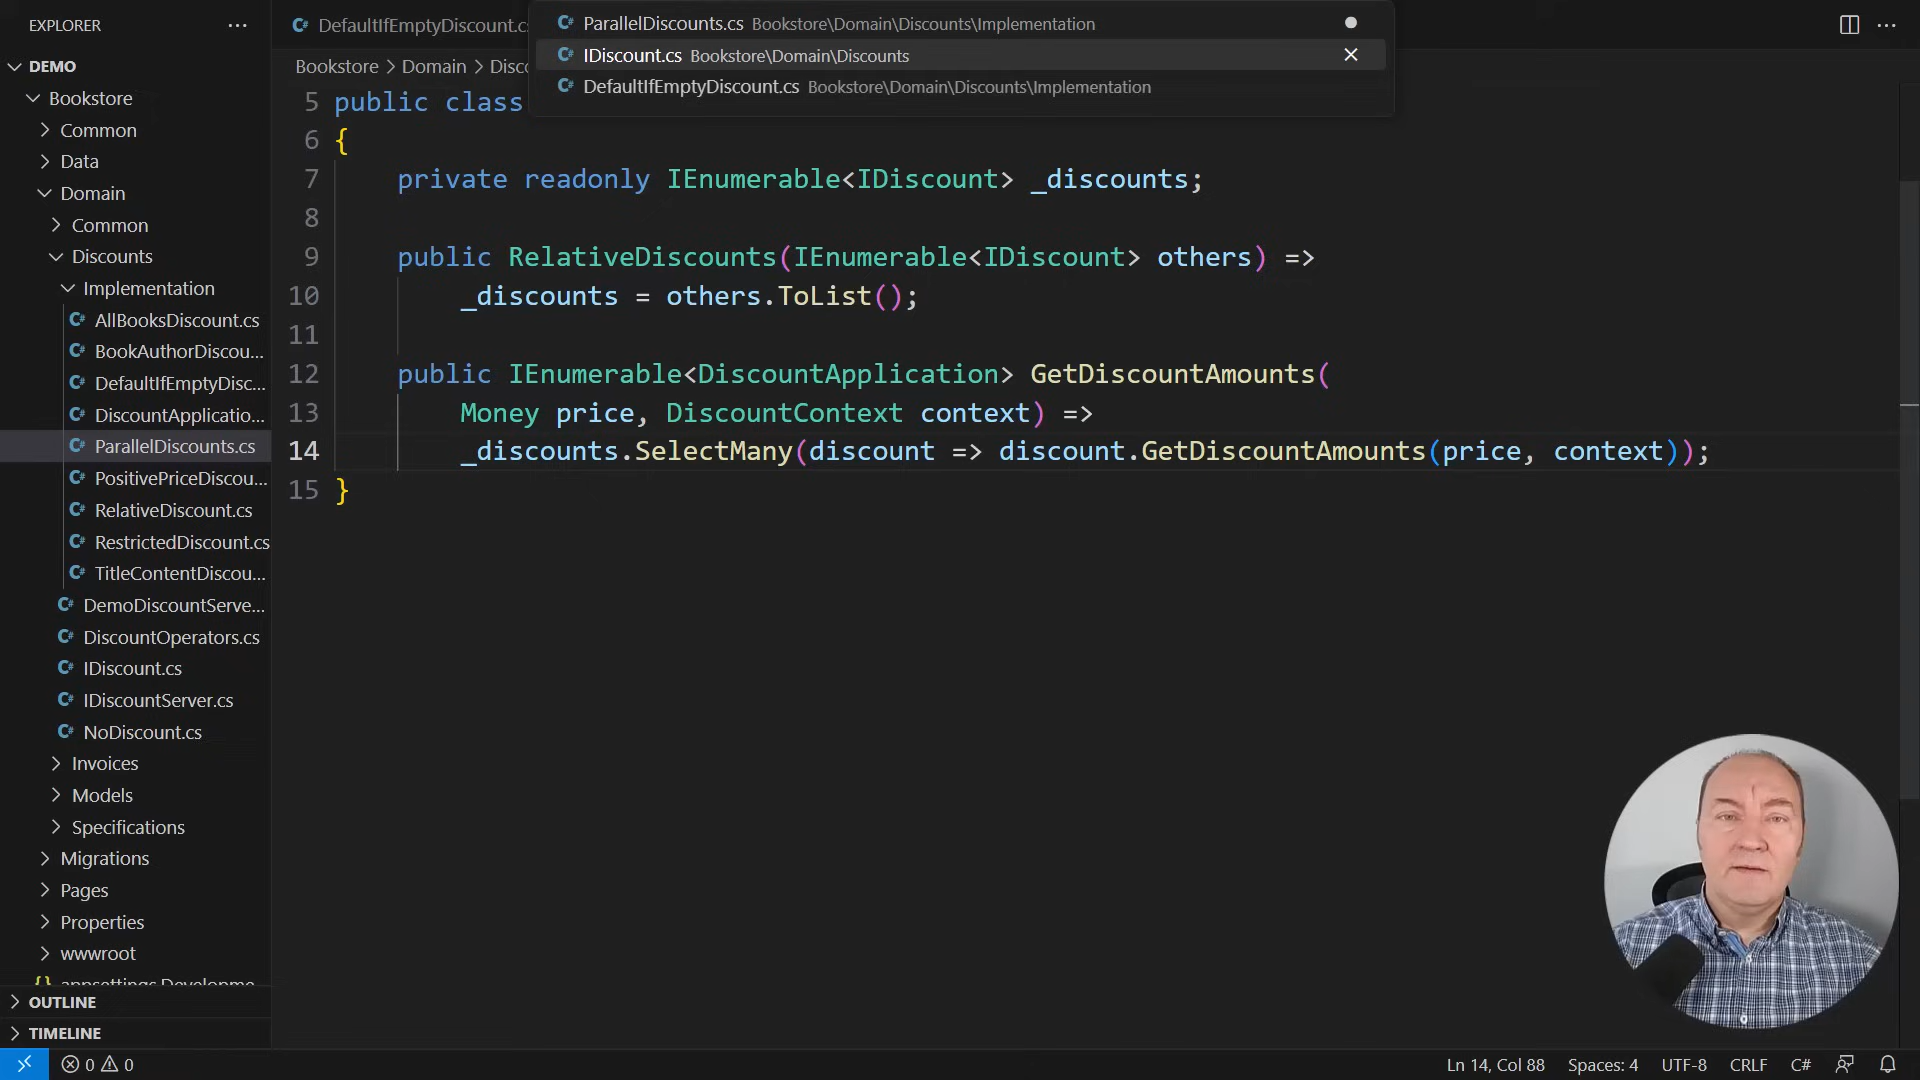 EXPLORER
DEMO
Bookstore
Common
Data
Domain
Common
Discounts
Implementation
AllBooksDiscount.cs
BookAuthorDiscou...
DefaultIfEmptyDisc...
DiscountApplicatio...
ParallelDiscounts.cs
PositivePriceDiscou...
RelativeDiscount.cs
RestrictedDiscount.cs
TitleContentDiscou...
DemoDiscountServe...
DiscountOperators.cs
IDiscount.cs
IDiscountServer.cs
NoDiscount.cs
Invoices
Models
Specifications
Migrations
Pages
Properties
wwwroot
{} appsettings.Developme...
OUTLINE
TIMELINE
DefaultIfEmptyDiscount.c
ParallelDiscounts.cs Bookstore\Domain\Discounts\Implementation
IDiscount.cs Bookstore\Domain\Discounts
DefaultIfEmptyDiscount.cs Bookstore\Domain\Discounts\Implementation
Bookstore > Domain > Disc
5 public class
6 {
7 private readonly IEnumerable<IDiscount> _discounts;
8
9 public RelativeDiscounts(IEnumerable<IDiscount> others) =>
10 _discounts = others.ToList();
11
12 public IEnumerable<DiscountApplication> GetDiscountAmounts(
13 Money price, DiscountContext context) =>
14 _discounts.SelectMany(discount => discount.GetDiscountAmounts(price, context));
15 }
0 0
Ln 14, Col 88 Spaces: 4 UTF-8 CRLF C#